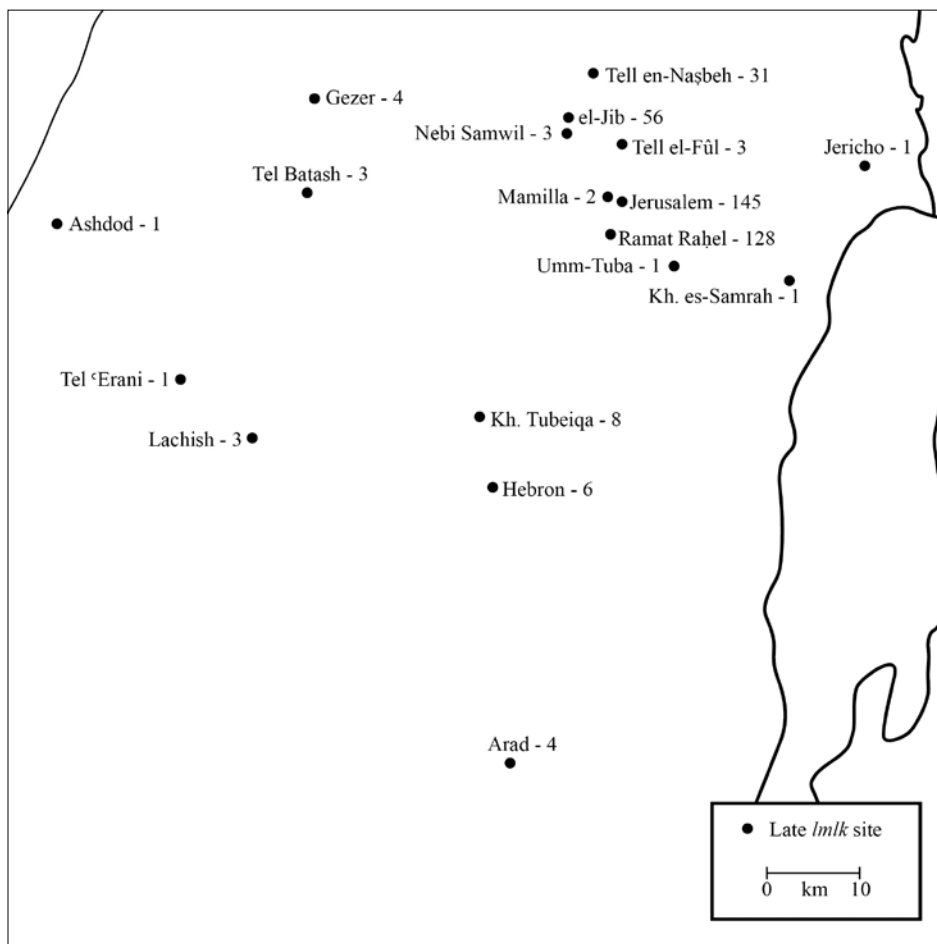 Tell en-Naṣbeh - 31
Gezer - 4
el-Jib - 56
Nebi Samwil - 3
Tell el-Fûl - 3
Jericho - 1
Tel Batash - 3
Mamilla - 2
Jerusalem - 145
Ashdod - 1
Ramat Raḥel - 128
Umm-Tuba - 1
Kh. es-Samrah - 1
Tel ʿErani - 1
Kh. Tubeiqa - 8
Lachish - 3
Hebron - 6
Arad - 4
Late lmlk site
0 km 10